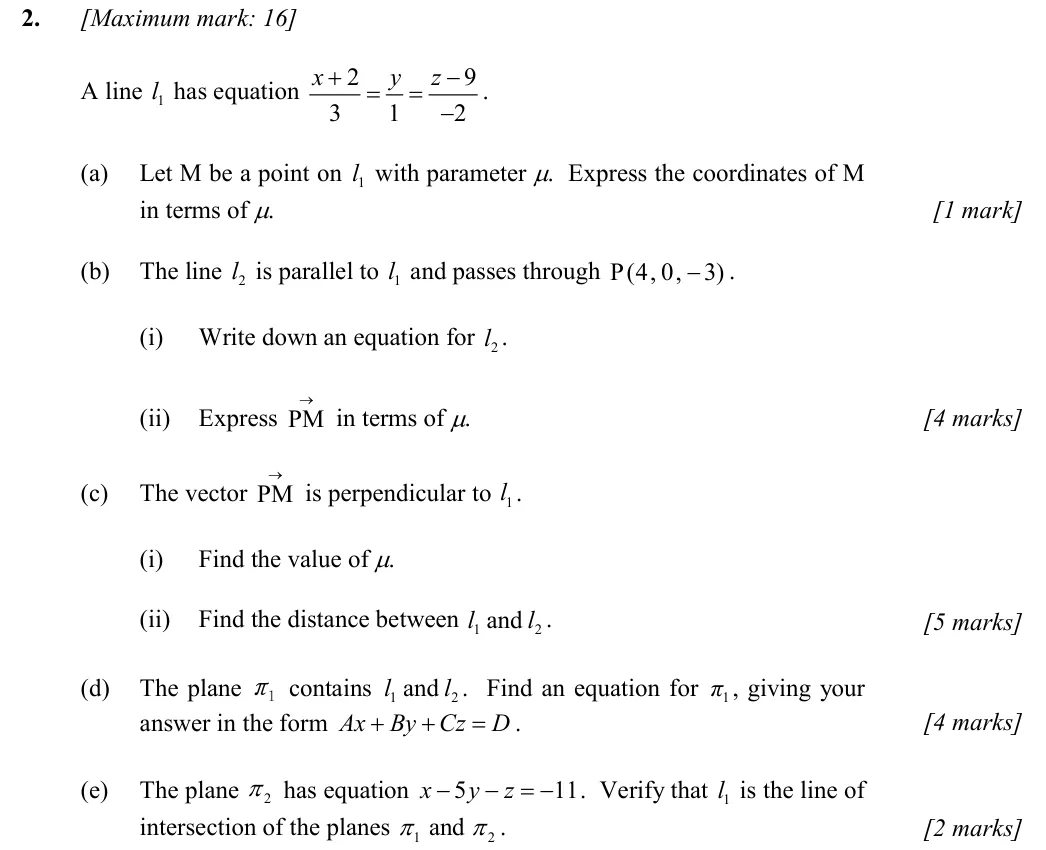 2. [Maximum mark: 16]
A line l₁ has equation (x + 2)/3 = y/1 = (z − 9)/−2 .
(a) Let M be a point on l₁ with parameter μ. Express the coordinates of M
in terms of μ. [1 mark]
(b) The line l₂ is parallel to l₁ and passes through P(4, 0, −3) .
(i) Write down an equation for l₂ .
(ii) Express PM→ in terms of μ. [4 marks]
(c) The vector PM→ is perpendicular to l₁ .
(i) Find the value of μ.
(ii) Find the distance between l₁ and l₂ . [5 marks]
(d) The plane π₁ contains l₁ and l₂ . Find an equation for π₁ , giving your
answer in the form Ax + By + Cz = D . [4 marks]
(e) The plane π₂ has equation x − 5y − z = −11. Verify that l₁ is the line of
intersection of the planes π₁ and π₂ . [2 marks]